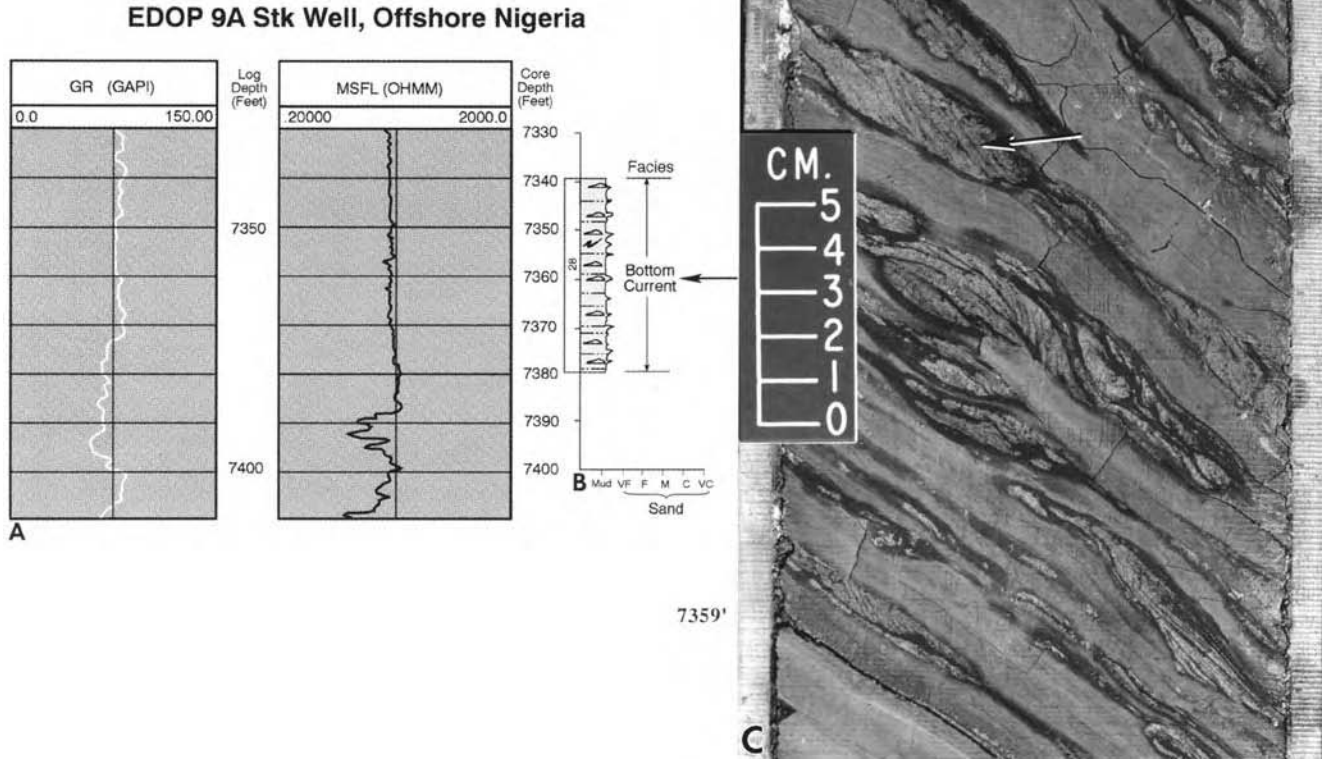 EDOP 9A Stk Well, Offshore Nigeria
GR (GAPI)
0.0 150.00
Log
Depth
(Feet)
7350
7400
A
MSFL (OHMM)
.20000 2000.0
Core
Depth
(Feet)
7330
7340
7350
7360
7370
7380
7390
7400
28
Facies
Bottom
Current
B
Mud VF F M C VC
Sand
7359'
CM.
5
4
3
2
1
0
C